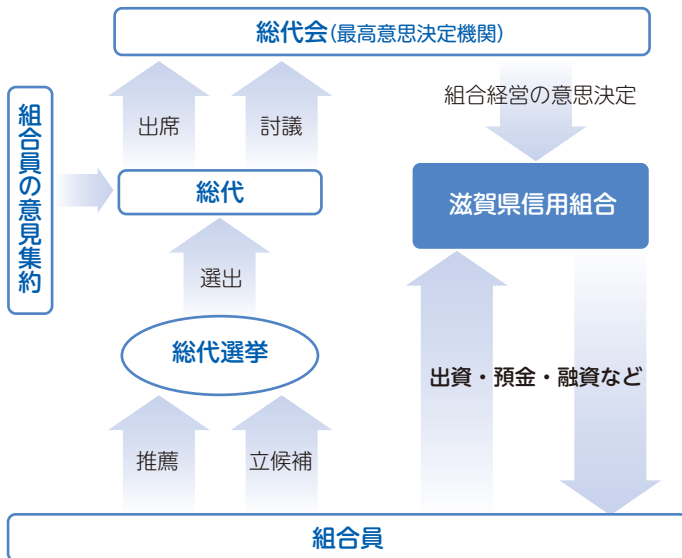 総代会(最高意思決定機関)
組合経営の意思決定
出席
討議
組合員の意見集約
総代
滋賀県信用組合
選出
総代選挙
出資・預金・融資など
推薦
立候補
組合員